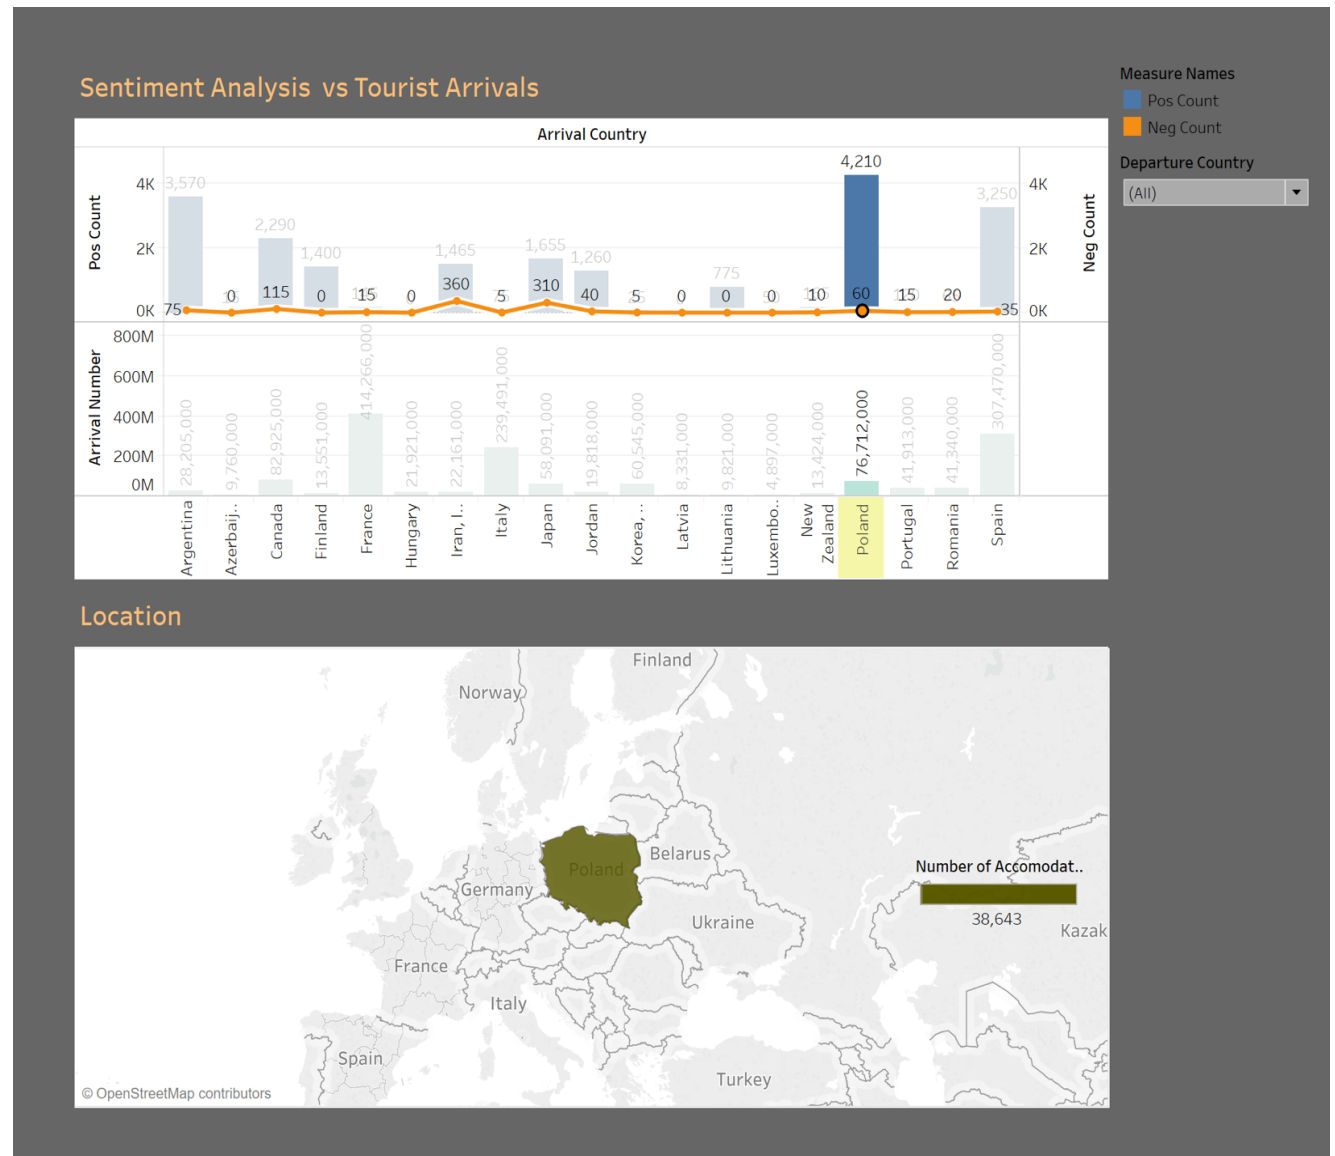 Sentiment Analysis vs Tourist Arrivals
Measure Names
Pos Count
Neg Count
Departure Country
(All)
Arrival Country
Pos Count
4K
2K
0K
3,570
2,290
1,400
1,465
1,655
1,260
775
4,210
3,250
75
0
115
0
15
360
5
310
40
5
0
0
0
10
60
15
20
35
4K
2K
0K
Neg Count
Arrival Number
800M
600M
400M
200M
0M
28,205,000
9,760,000
82,925,000
13,551,000
414,266,000
21,921,000
22,161,000
239,491,000
58,091,000
19,818,000
60,545,000
8,331,000
9,821,000
4,897,000
13,424,000
76,712,000
41,913,000
41,340,000
307,470,000
Argentina
Azerbaij..
Canada
Finland
France
Hungary
Iran, I..
Italy
Japan
Jordan
Korea, ..
Latvia
Lithuania
Luxembo..
New
Zealand
Poland
Portugal
Romania
Spain
Location
Finland
Norway
Belarus
Poland
Germany
Ukraine
France
Italy
Spain
Turkey
Kazak
Number of Accomodat..
38,643
© OpenStreetMap contributors